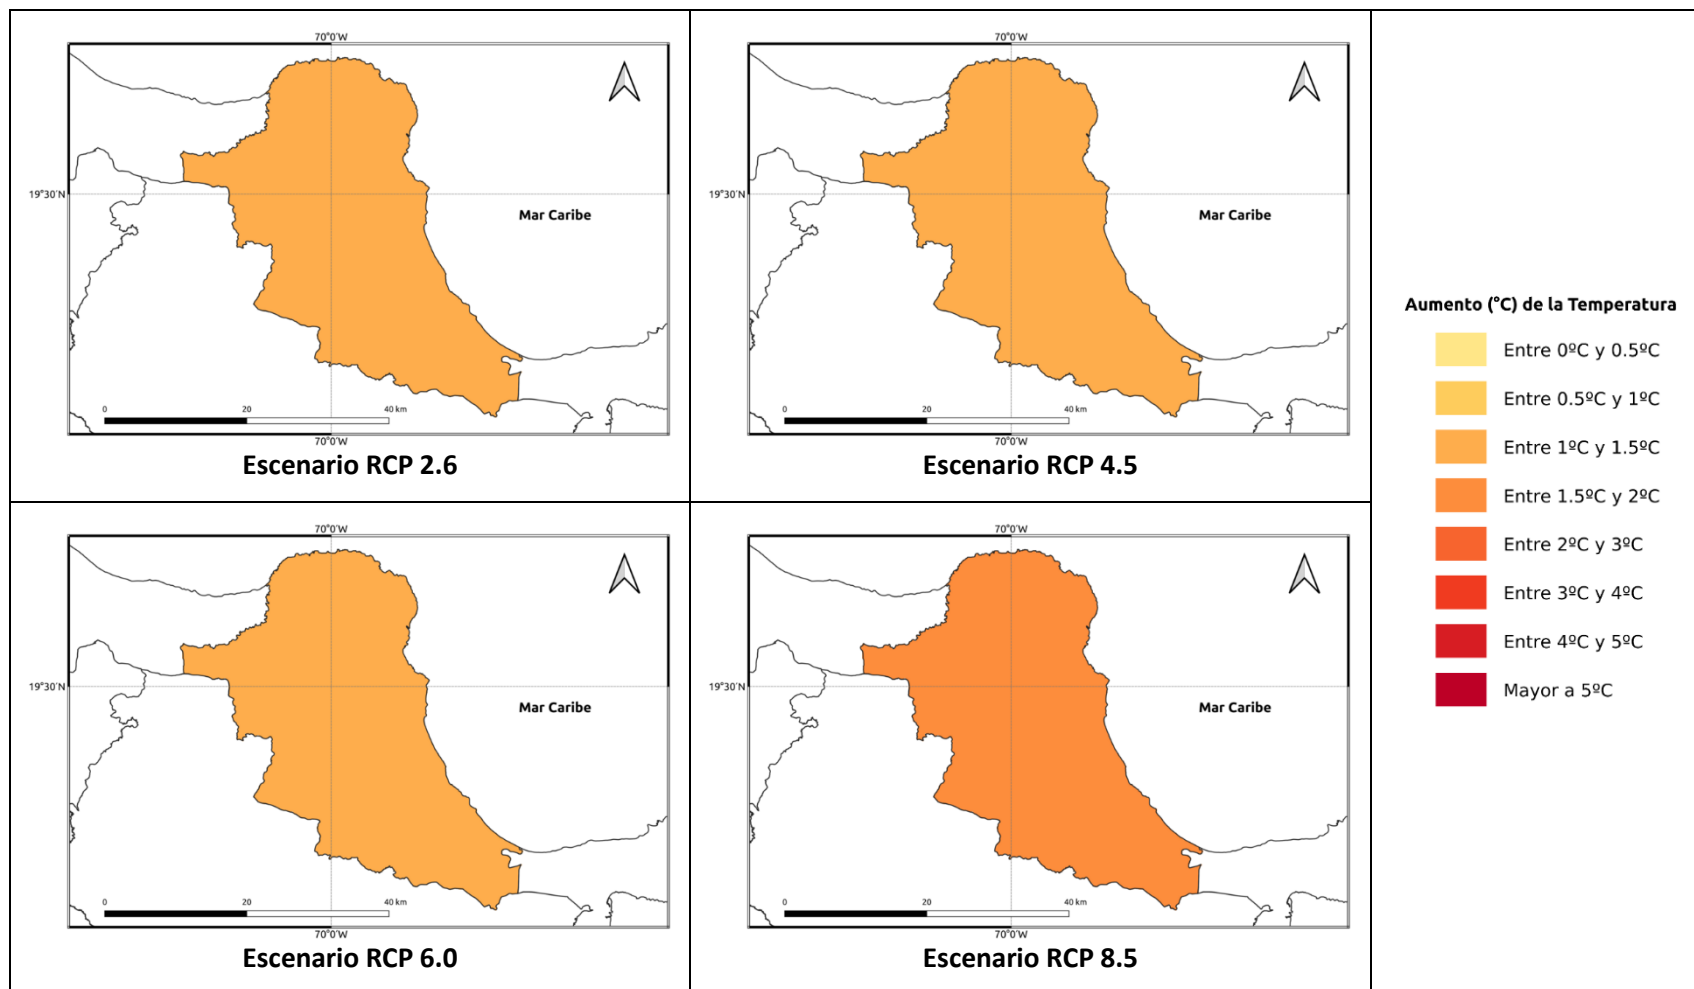 70°0'W
19°30'N
Mar Caribe
0 20 40 km
70°0'W
Escenario RCP 2.6
70°0'W
19°30'N
Mar Caribe
0 20 40 km
70°0'W
Escenario RCP 4.5
70°0'W
19°30'N
Mar Caribe
0 20 40 km
70°0'W
Escenario RCP 6.0
70°0'W
19°30'N
Mar Caribe
0 20 40 km
70°0'W
Escenario RCP 8.5
Aumento (°C) de la Temperatura
Entre 0ºC y 0.5ºC
Entre 0.5ºC y 1ºC
Entre 1ºC y 1.5ºC
Entre 1.5ºC y 2ºC
Entre 2ºC y 3ºC
Entre 3ºC y 4ºC
Entre 4ºC y 5ºC
Mayor a 5ºC